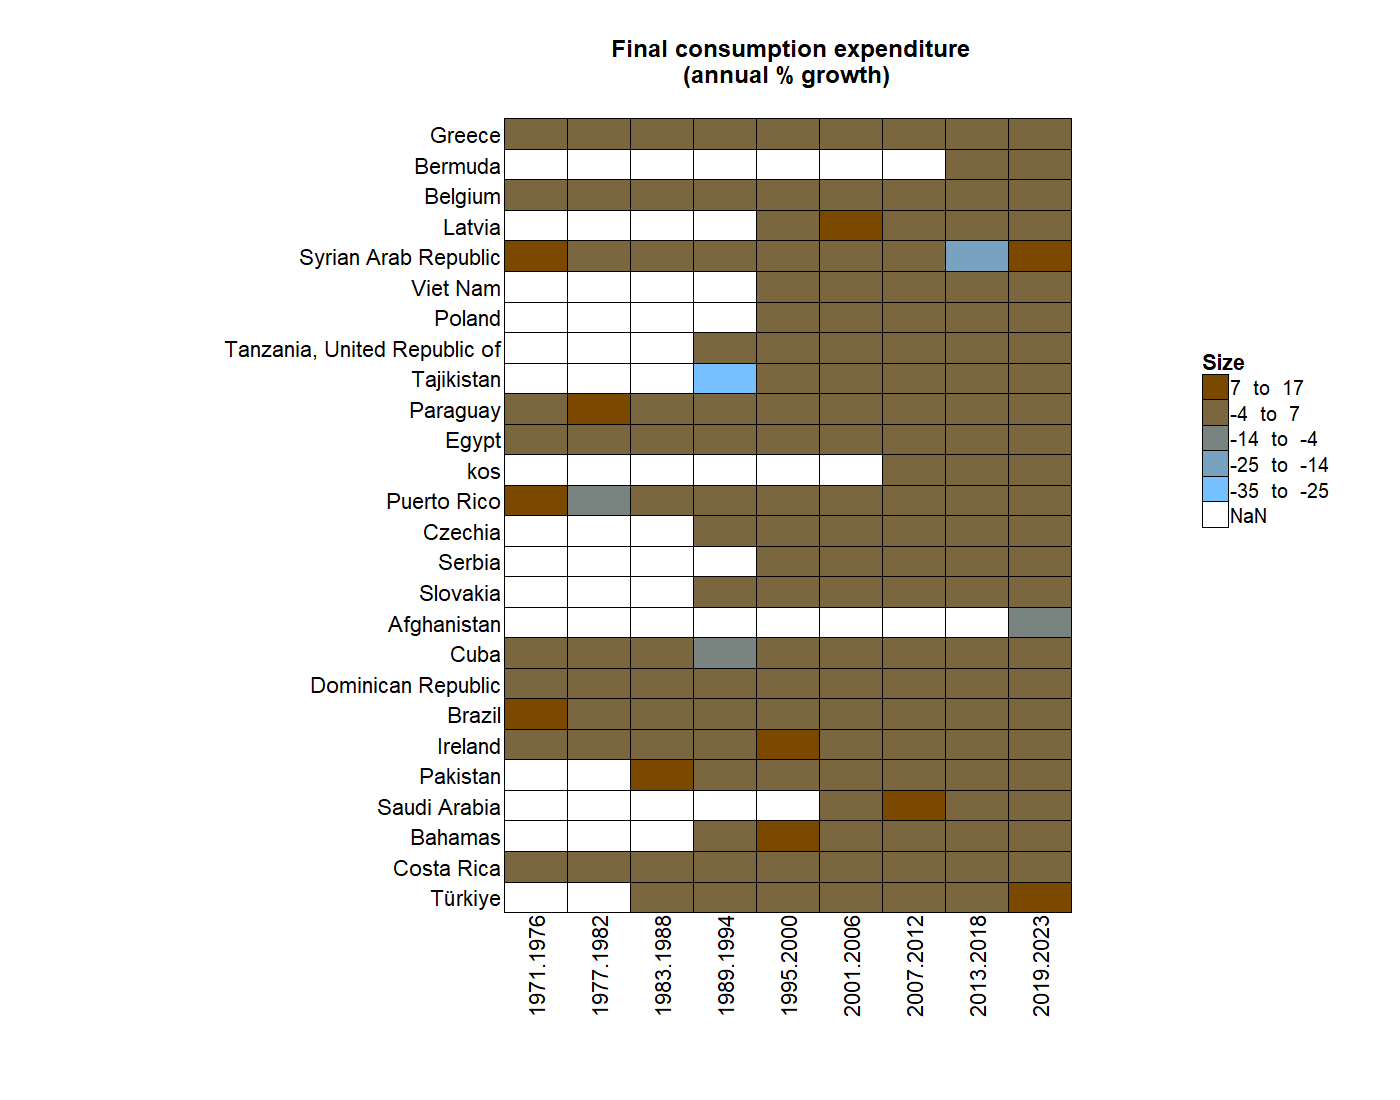 Final consumption expenditure
(annual % growth)
Greece
Bermuda
Belgium
Latvia
Syrian Arab Republic
Viet Nam
Poland
Tanzania, United Republic of
Tajikistan
Paraguay
Egypt
kos
Puerto Rico
Czechia
Serbia
Slovakia
Afghanistan
Cuba
Dominican Republic
Brazil
Ireland
Pakistan
Saudi Arabia
Bahamas
Costa Rica
Türkiye
1971.1976
1977.1982
1983.1988
1989.1994
1995.2000
2001.2006
2007.2012
2013.2018
2019.2023
Size
7 to 17
-4 to 7
-14 to -4
-25 to -14
-35 to -25
NaN